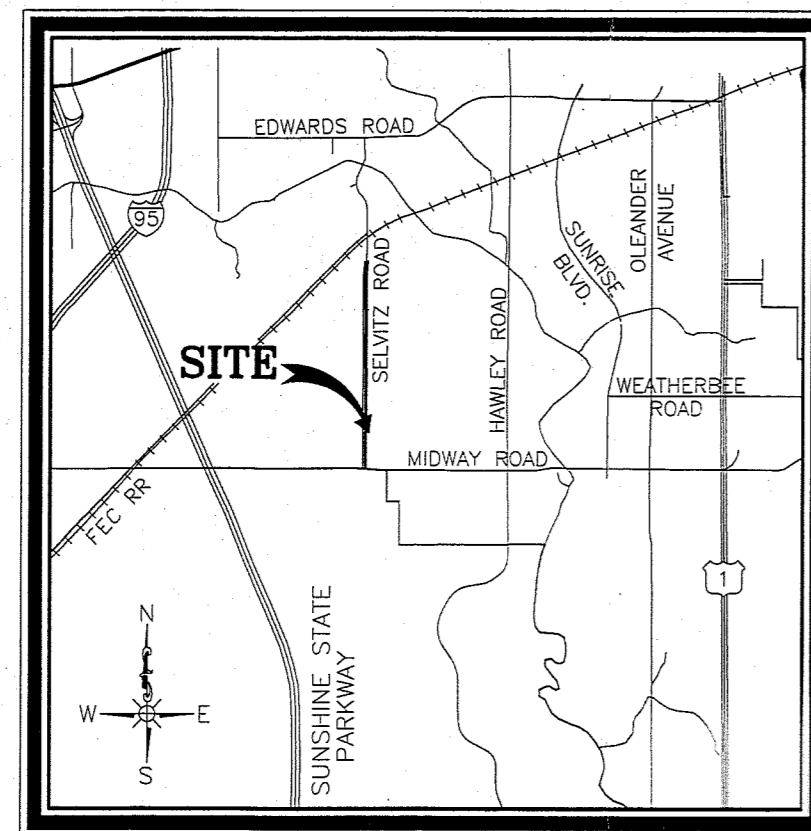 EDWARDS ROAD
95
SELVITZ ROAD
HAWLEY ROAD
SUNRISE
BLVD.
OLEANDER
AVENUE
SITE
WEATHERBEE
ROAD
MIDWAY ROAD
FEC RR
1
SUNSHINE STATE
PARKWAY
N
W E
S